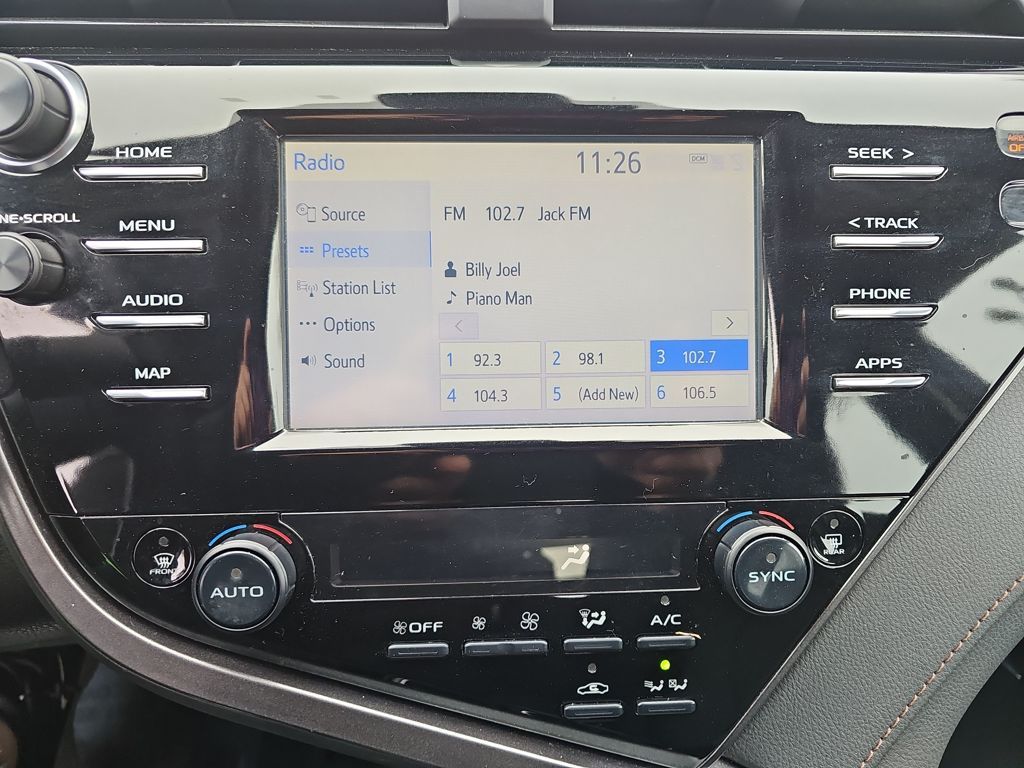 HOME
NE•SCROLL
MENU
AUDIO
MAP
Radio 11:26 DCM
Source
Presets
Station List
Options
Sound
FM 102.7 Jack FM
Billy Joel
Piano Man
< >
1 92.3 2 98.1 3 102.7
4 104.3 5 (Add New) 6 106.5
SEEK >
< TRACK
PHONE
APPS
FRONT
AUTO
SYNC
REAR
OFF
A/C